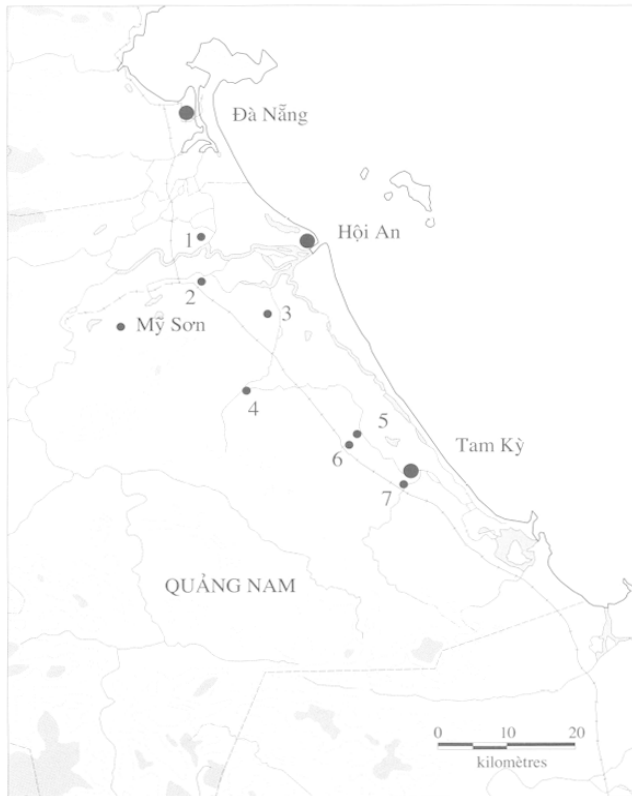 Đà Nẵng
1
Hội An
2
3
Mỹ Sơn
4
5
6
Tam Kỳ
7
QUẢNG NAM
0 10 20
kilomètres